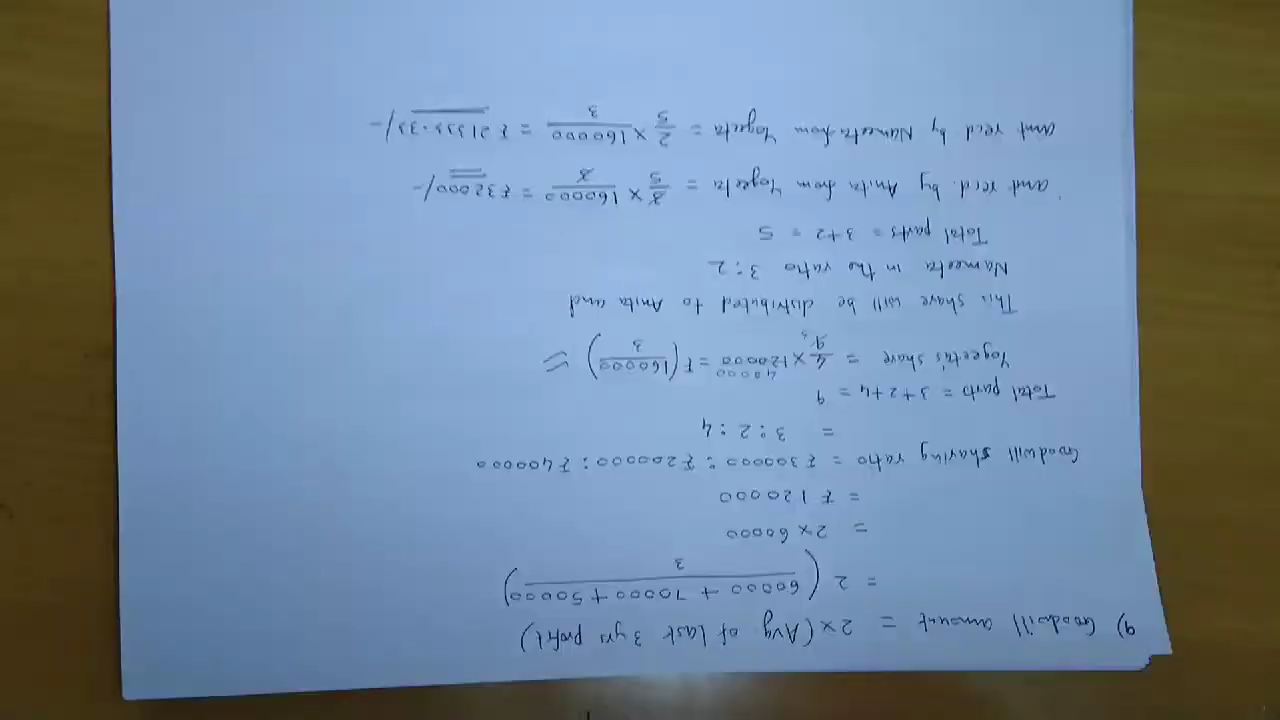 9) Goodwill amount = 2x (Avg of Last 3 yrs profit)
= 2 (60000 + 70000 + 50000 / 3)
= 2x 60000
= ₹ 120000
Goodwill sharing ratio = ₹300000 : ₹200000 : ₹400000
= 3:2:4
Total parts = 3+2+4 = 9
Yogeeta's share = 4/9 3 x 120000 40000 = ₹ (160000/3)
This share will be distributed to Anita and
Nameeta in the ratio 3:2
Total parts = 3+2 = 5
amt recd. by Anita from Yogeeta = 3/5 x 160000/3 = ₹32000/-
amt recd by Nameeta from Yogeeta = 2/5 x 160000/3 = ₹21333.33/-